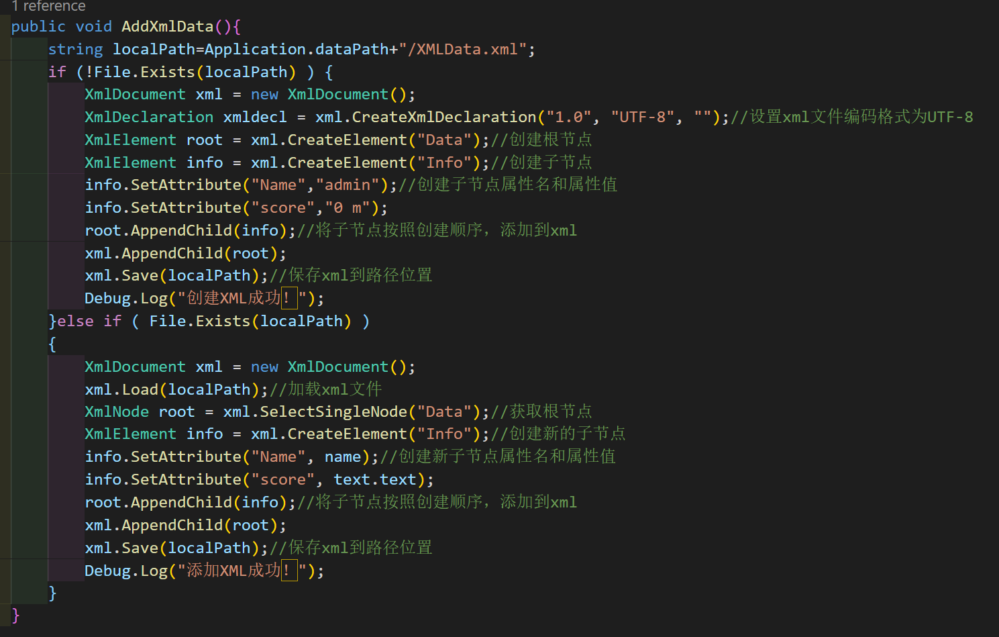 1 reference
public void AddXmlData(){
string localPath=Application.dataPath+"/XMLData.xml";
if (!File.Exists(localPath) ) {
XmlDocument xml = new XmlDocument();
XmlDeclaration xmldecl = xml.CreateXmlDeclaration("1.0", "UTF-8", "");//设置xml文件编码格式为UTF-8
XmlElement root = xml.CreateElement("Data");//创建根节点
XmlElement info = xml.CreateElement("Info");//创建子节点
info.SetAttribute("Name","admin");//创建子节点属性名和属性值
info.SetAttribute("score","0 m");
root.AppendChild(info);//将子节点按照创建顺序，添加到xml
xml.AppendChild(root);
xml.Save(localPath);//保存xml到路径位置
Debug.Log("创建XML成功！");
}else if ( File.Exists(localPath) )
{
XmlDocument xml = new XmlDocument();
xml.Load(localPath);//加载xml文件
XmlNode root = xml.SelectSingleNode("Data");//获取根节点
XmlElement info = xml.CreateElement("Info");//创建新的子节点
info.SetAttribute("Name", name);//创建新子节点属性名和属性值
info.SetAttribute("score", text.text);
root.AppendChild(info);//将子节点按照创建顺序，添加到xml
xml.AppendChild(root);
xml.Save(localPath);//保存xml到路径位置
Debug.Log("添加XML成功！");
}
}